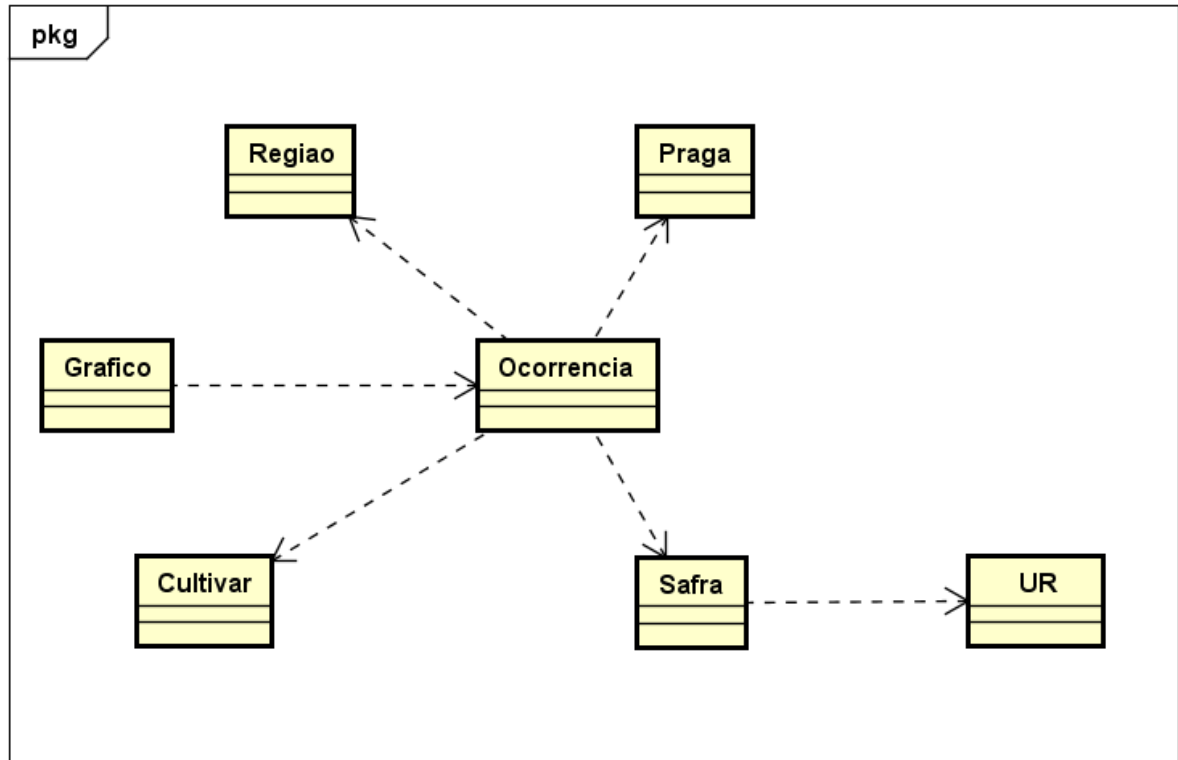 pkg
Regiao
Praga
Grafico
Ocorrencia
Cultivar
Safra
UR